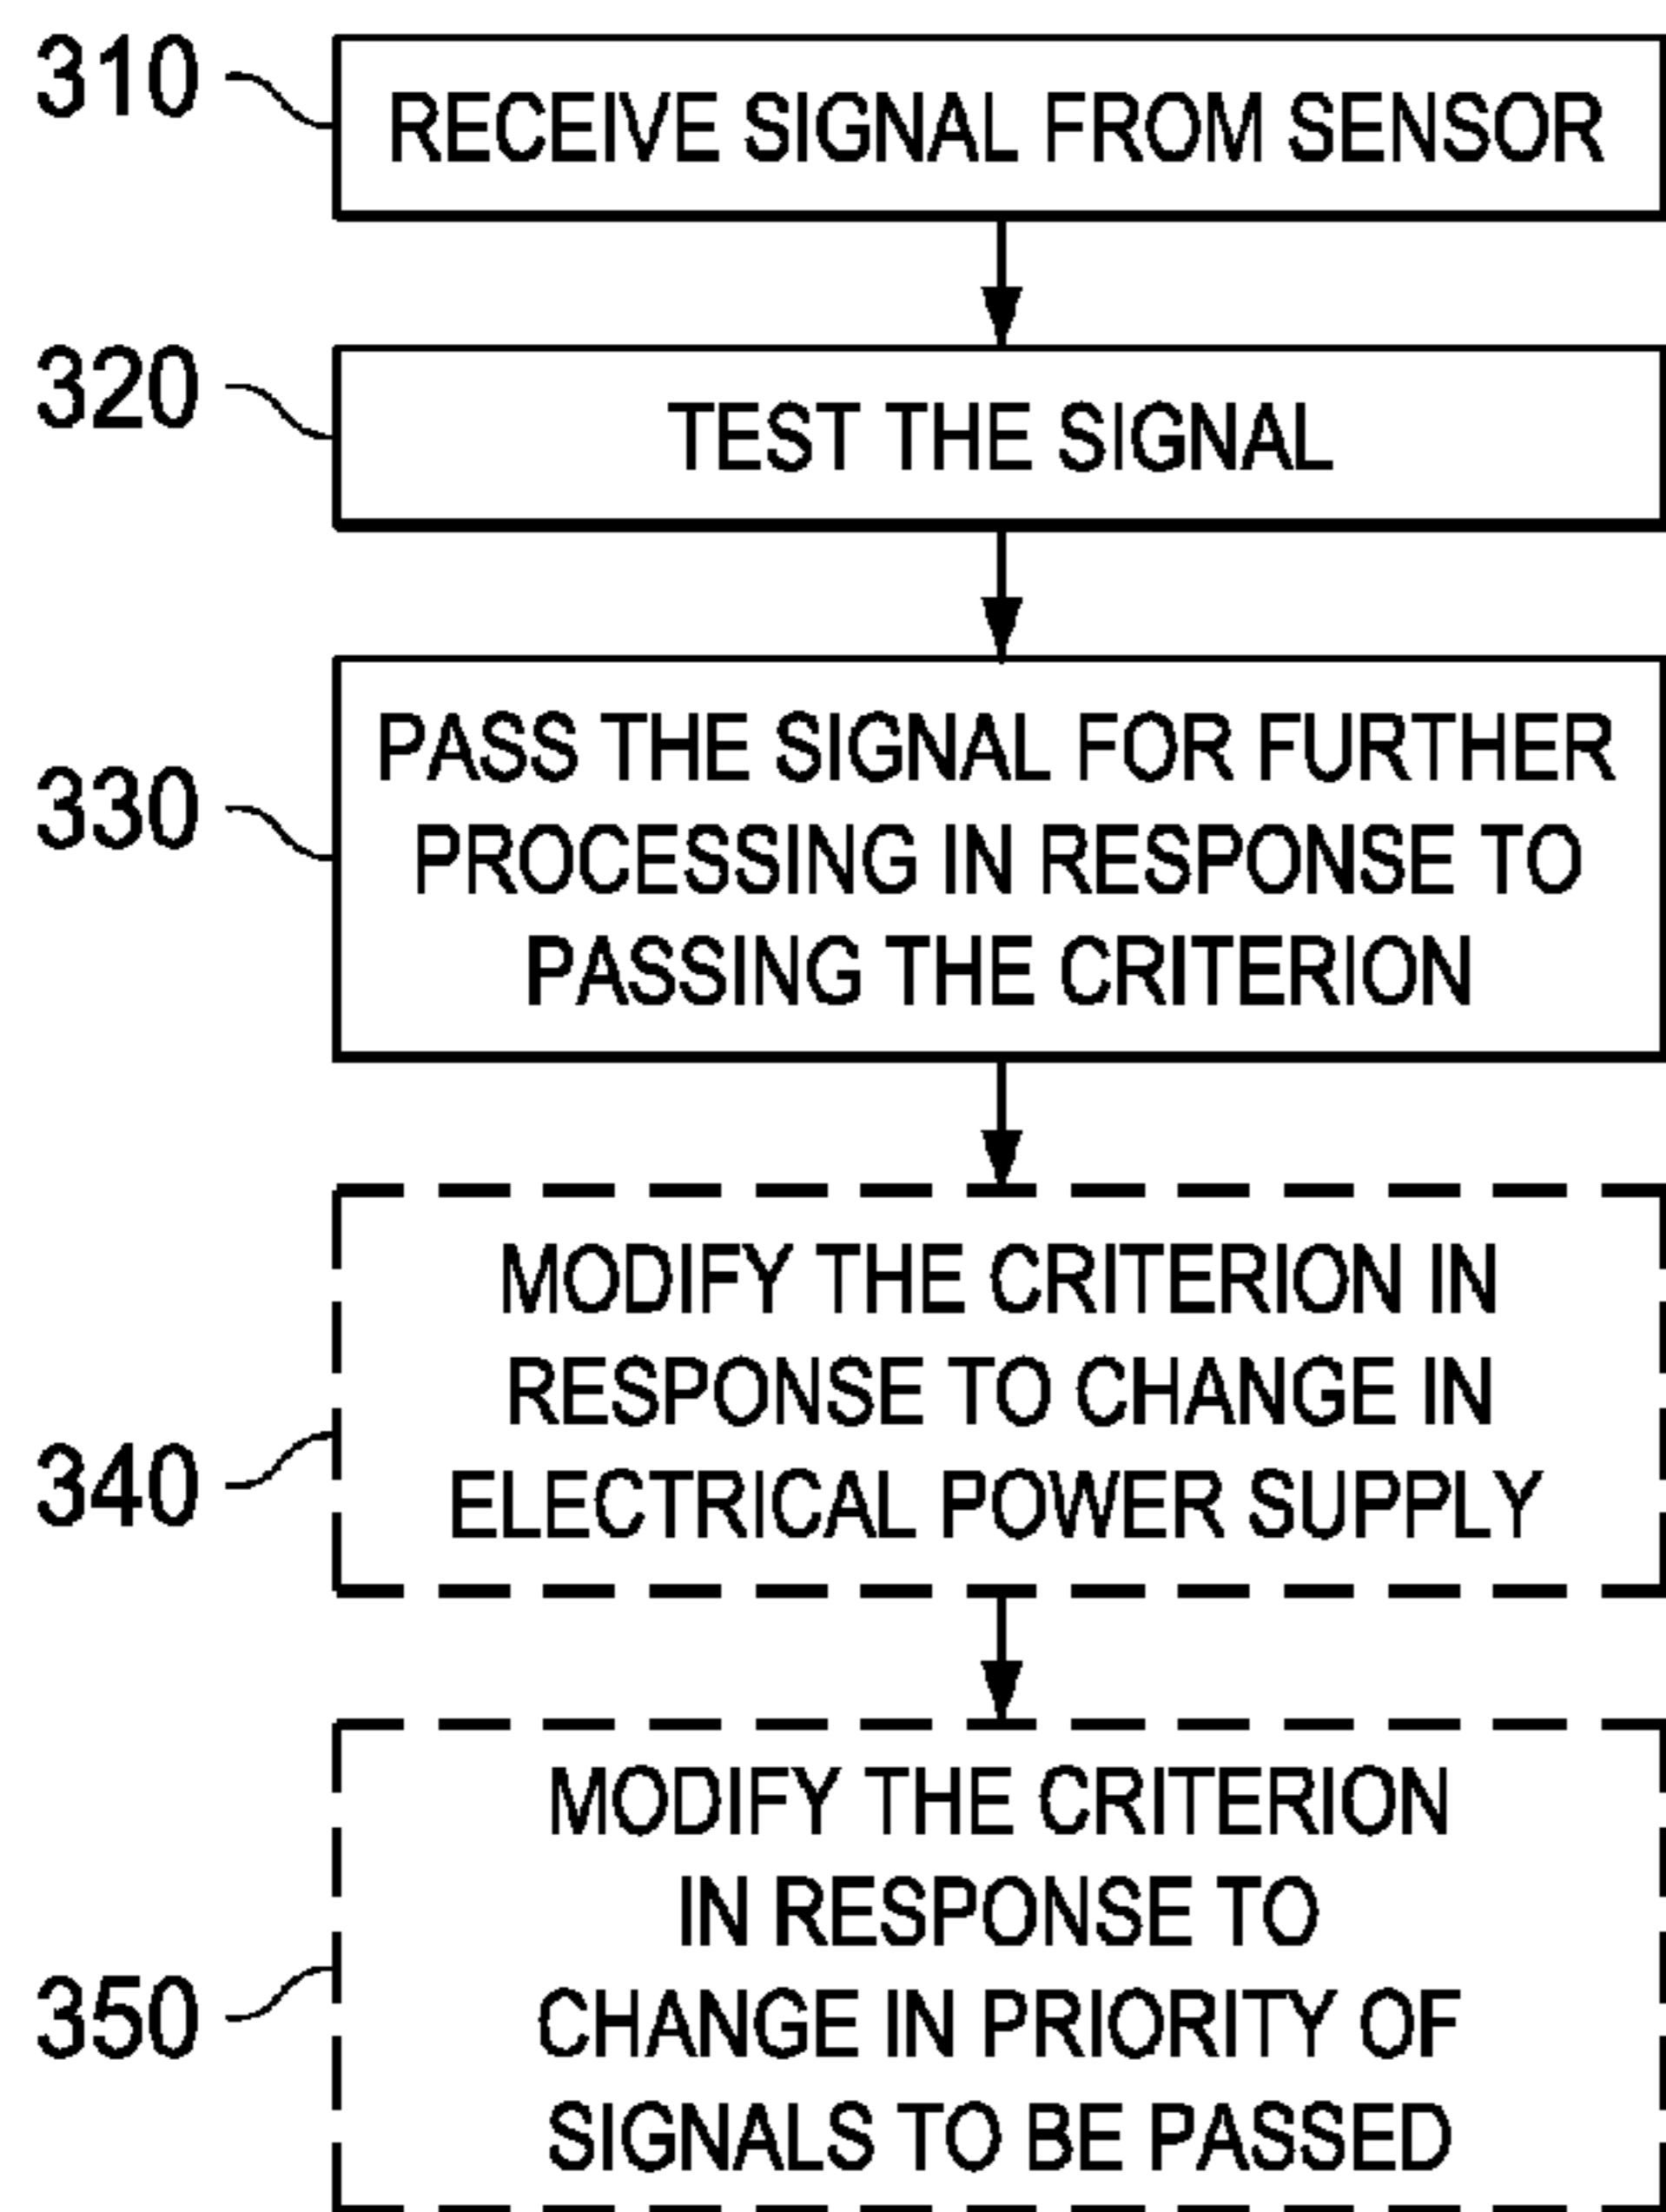 310
RECEIVE SIGNAL FROM SENSOR
320
TEST THE SIGNAL
330
PASS THE SIGNAL FOR FURTHER
PROCESSING IN RESPONSE TO
PASSING THE CRITERION
340
MODIFY THE CRITERION IN
RESPONSE TO CHANGE IN
ELECTRICAL POWER SUPPLY
350
MODIFY THE CRITERION
IN RESPONSE TO
CHANGE IN PRIORITY OF
SIGNALS TO BE PASSED